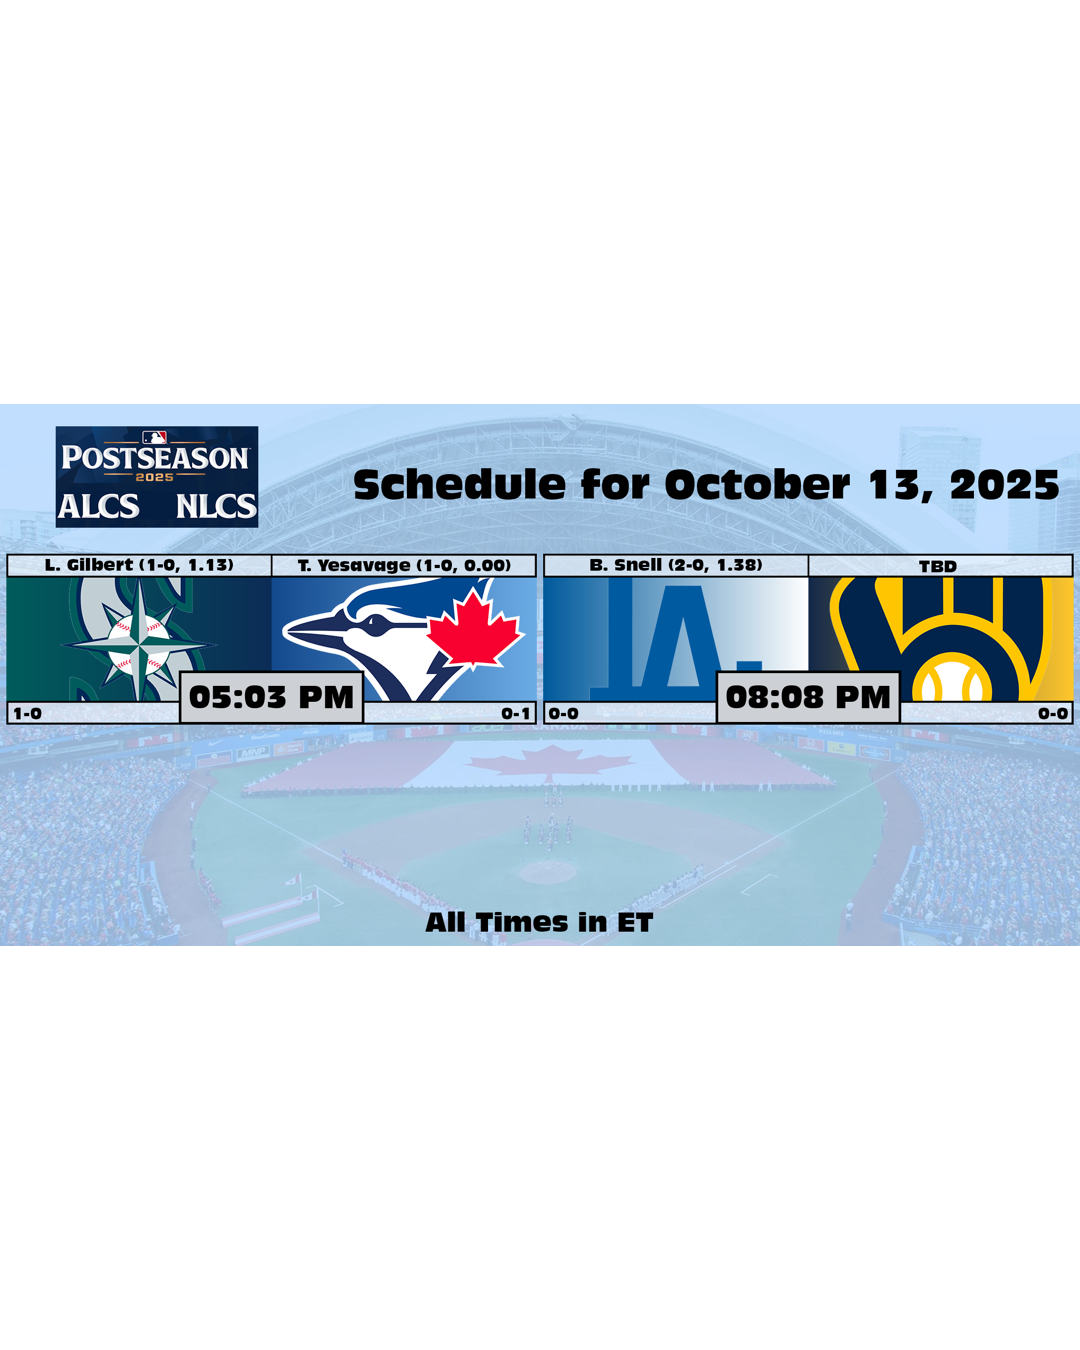 POSTSEASON
2025
ALCS NLCS
Schedule for October 13, 2025
L. Gilbert (1-0, 1.13)
T. Yesavage (1-0, 0.00)
05:03 PM
1-0
0-1
B. Snell (2-0, 1.38)
TBD
LA
08:08 PM
0-0
0-0
All Times in ET